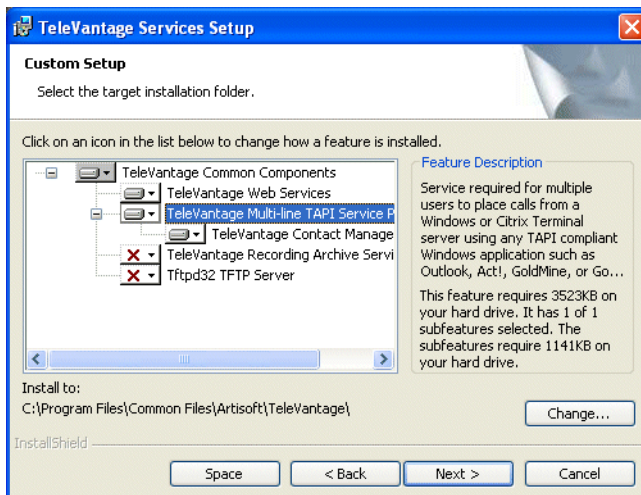 TeleVantage Services Setup
Custom Setup
Select the target installation folder.
Click on an icon in the list below to change how a feature is installed.
TeleVantage Common Components
TeleVantage Web Services
TeleVantage Multi-line TAPI Service P
TeleVantage Contact Manage
TeleVantage Recording Archive Servi
Tftpd32 TFTP Server
Feature Description
Service required for multiple
users to place calls from a
Windows or Citrix Terminal
server using any TAPI compliant
Windows application such as
Outlook, Act!, GoldMine, or Go...
This feature requires 3523KB on
your hard drive. It has 1 of 1
subfeatures selected. The
subfeatures require 1141KB on
your hard drive.
Install to:
C:\Program Files\Common Files\Artisoft\TeleVantage\
Change...
InstallShield
Space
< Back
Next >
Cancel